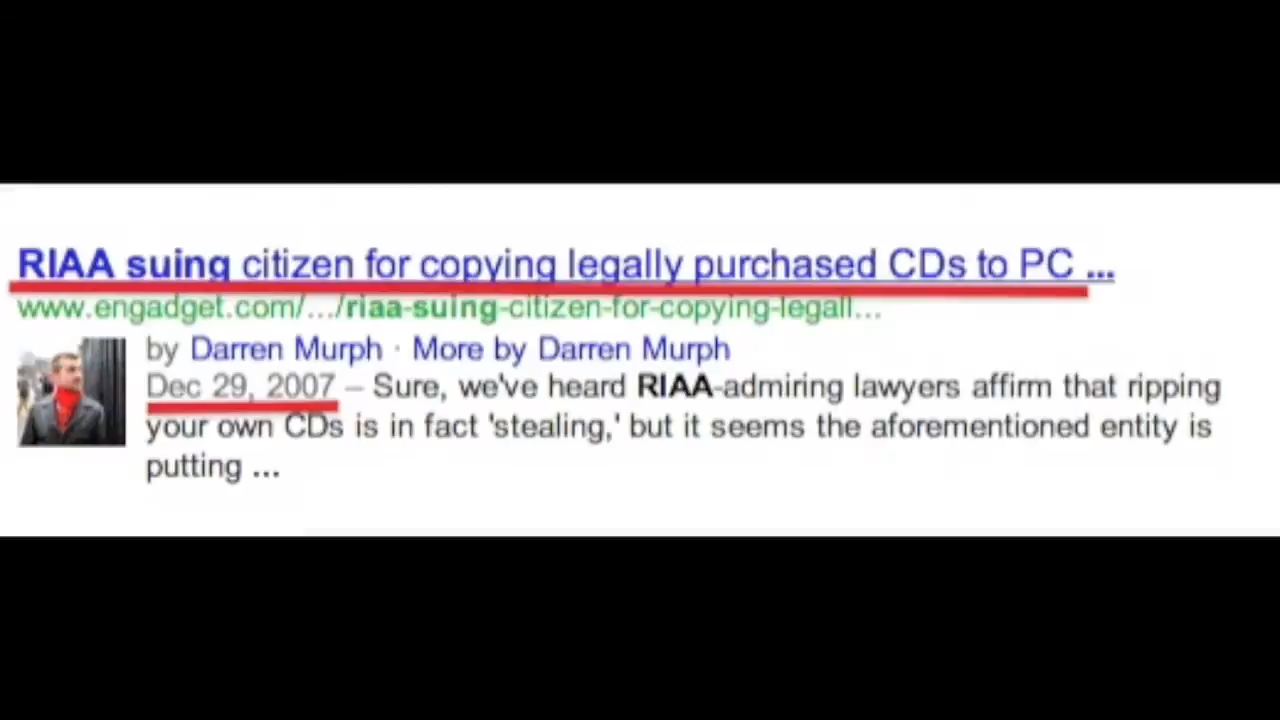 RIAA suing citizen for copying legally purchased CDs to PC ...
www.engadget.com/.../riaa-suing-citizen-for-copying-legall...
by Darren Murph · More by Darren Murph
Dec 29, 2007 – Sure, we've heard RIAA-admiring lawyers affirm that ripping
your own CDs is in fact 'stealing,' but it seems the aforementioned entity is
putting ...